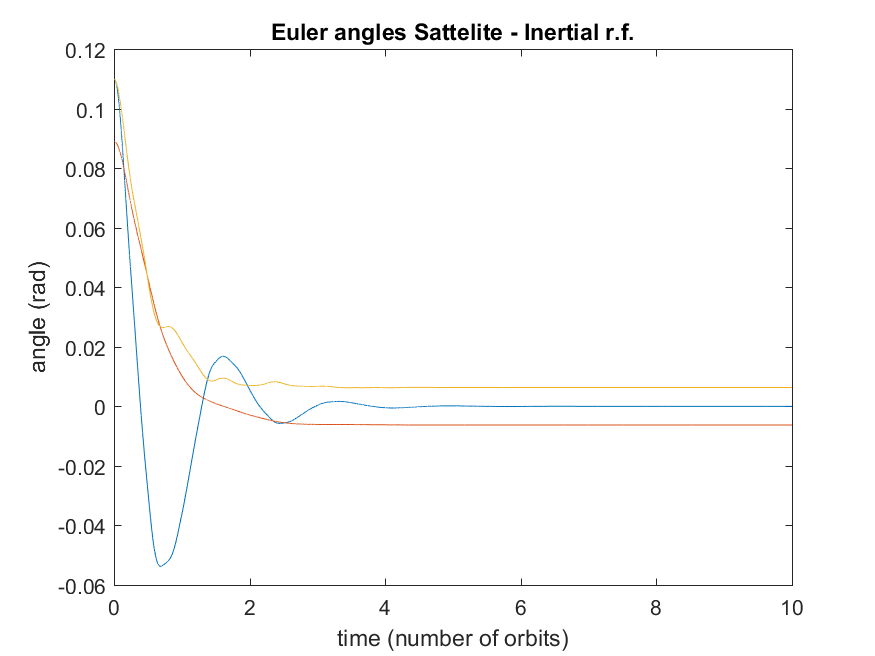 Euler angles Sattelite - Inertial r.f.
0.12
0.1
0.08
0.06
0.04
0.02
0
-0.02
-0.04
-0.06
angle (rad)
0 2 4 6 8 10
time (number of orbits)